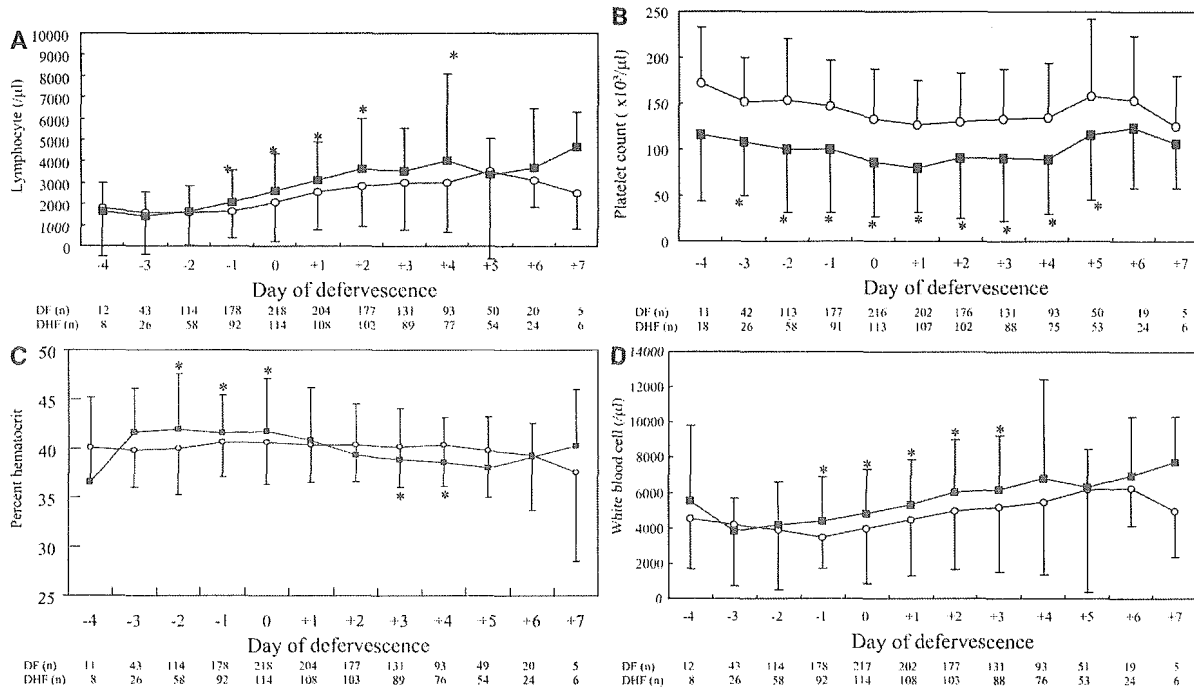 A
10000
9000
8000
7000
6000
5000
4000
3000
2000
1000
0
Lymphocyte (/μl)
* * * * *
-4 -3 -2 -1 0 +1 +2 +3 +4 +5 +6 +7
Day of defervescence
DF (n) 12 43 114 178 218 204 177 131 93 50 20 5
DHF (n) 8 26 58 92 114 108 102 89 77 54 24 6
B
250
200
150
100
50
0
Platelet count ( x10³/μl)
* * * * * * * * *
-4 -3 -2 -1 0 +1 +2 +3 +4 +5 +6 +7
Day of defervescence
DF (n) 11 42 113 177 216 202 176 131 93 50 19 5
DHF (n) 18 26 58 91 113 107 102 88 75 53 24 6
C
50
45
40
35
30
25
Percent hematocrit
* * *
* *
-4 -3 -2 -1 0 +1 +2 +3 +4 +5 +6 +7
Day of defervescence
DF (n) 11 43 114 178 218 204 177 131 93 49 20 5
DHF (n) 8 26 58 92 114 108 103 89 76 54 24 6
D
14000
12000
10000
8000
6000
4000
2000
0
White blood cell (/μl)
* * * * *
-4 -3 -2 -1 0 +1 +2 +3 +4 +5 +6 +7
Day of defervescence
DF (n) 12 43 114 178 217 202 177 131 93 51 19 5
DHF (n) 8 26 58 92 114 108 103 88 76 53 24 6